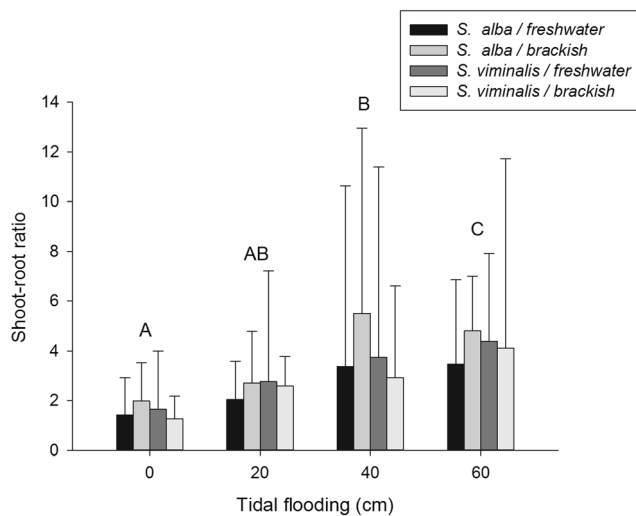 S. alba / freshwater
S. alba / brackish
S. viminalis / freshwater
S. viminalis / brackish
Shoot-root ratio
14
12
10
8
6
4
2
0
A
AB
B
C
0 20 40 60
Tidal flooding (cm)